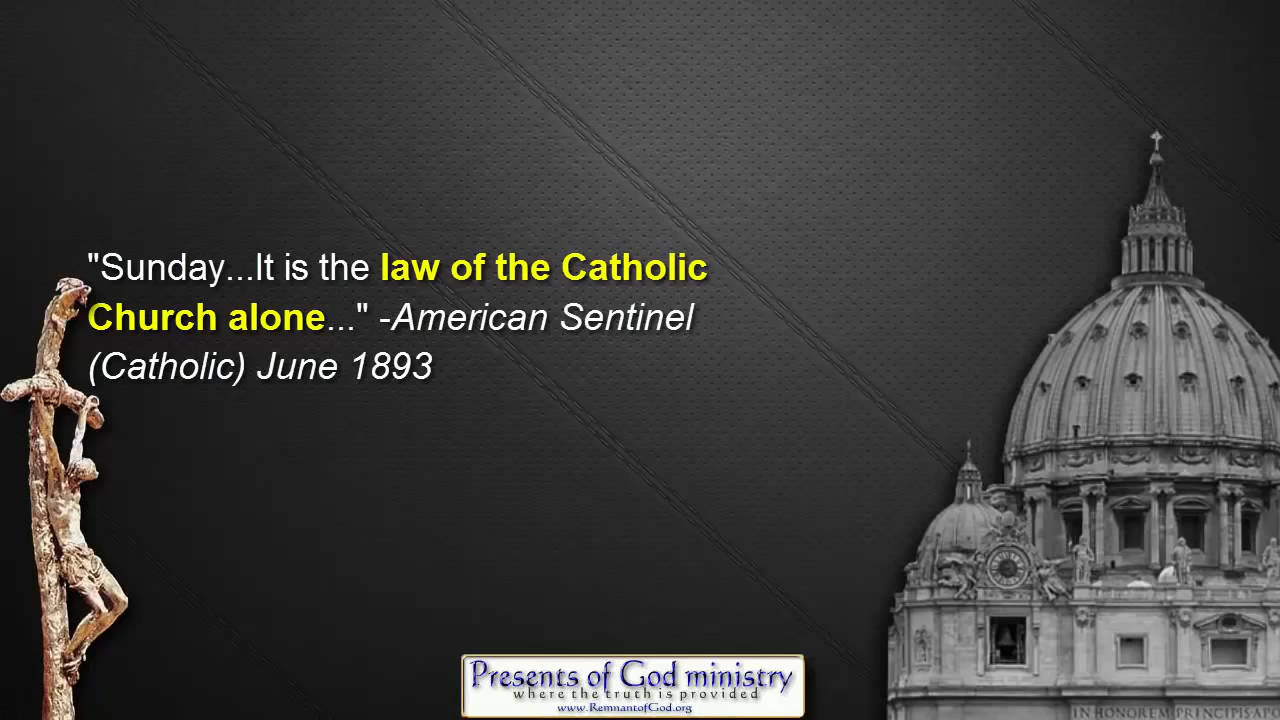 "Sunday...It is the law of the Catholic
Church alone..." -American Sentinel
(Catholic) June 1893
Presents of God ministry
where the truth is provided
www.RemnantofGod.org
IN HONOREM PRINCIPIS APO